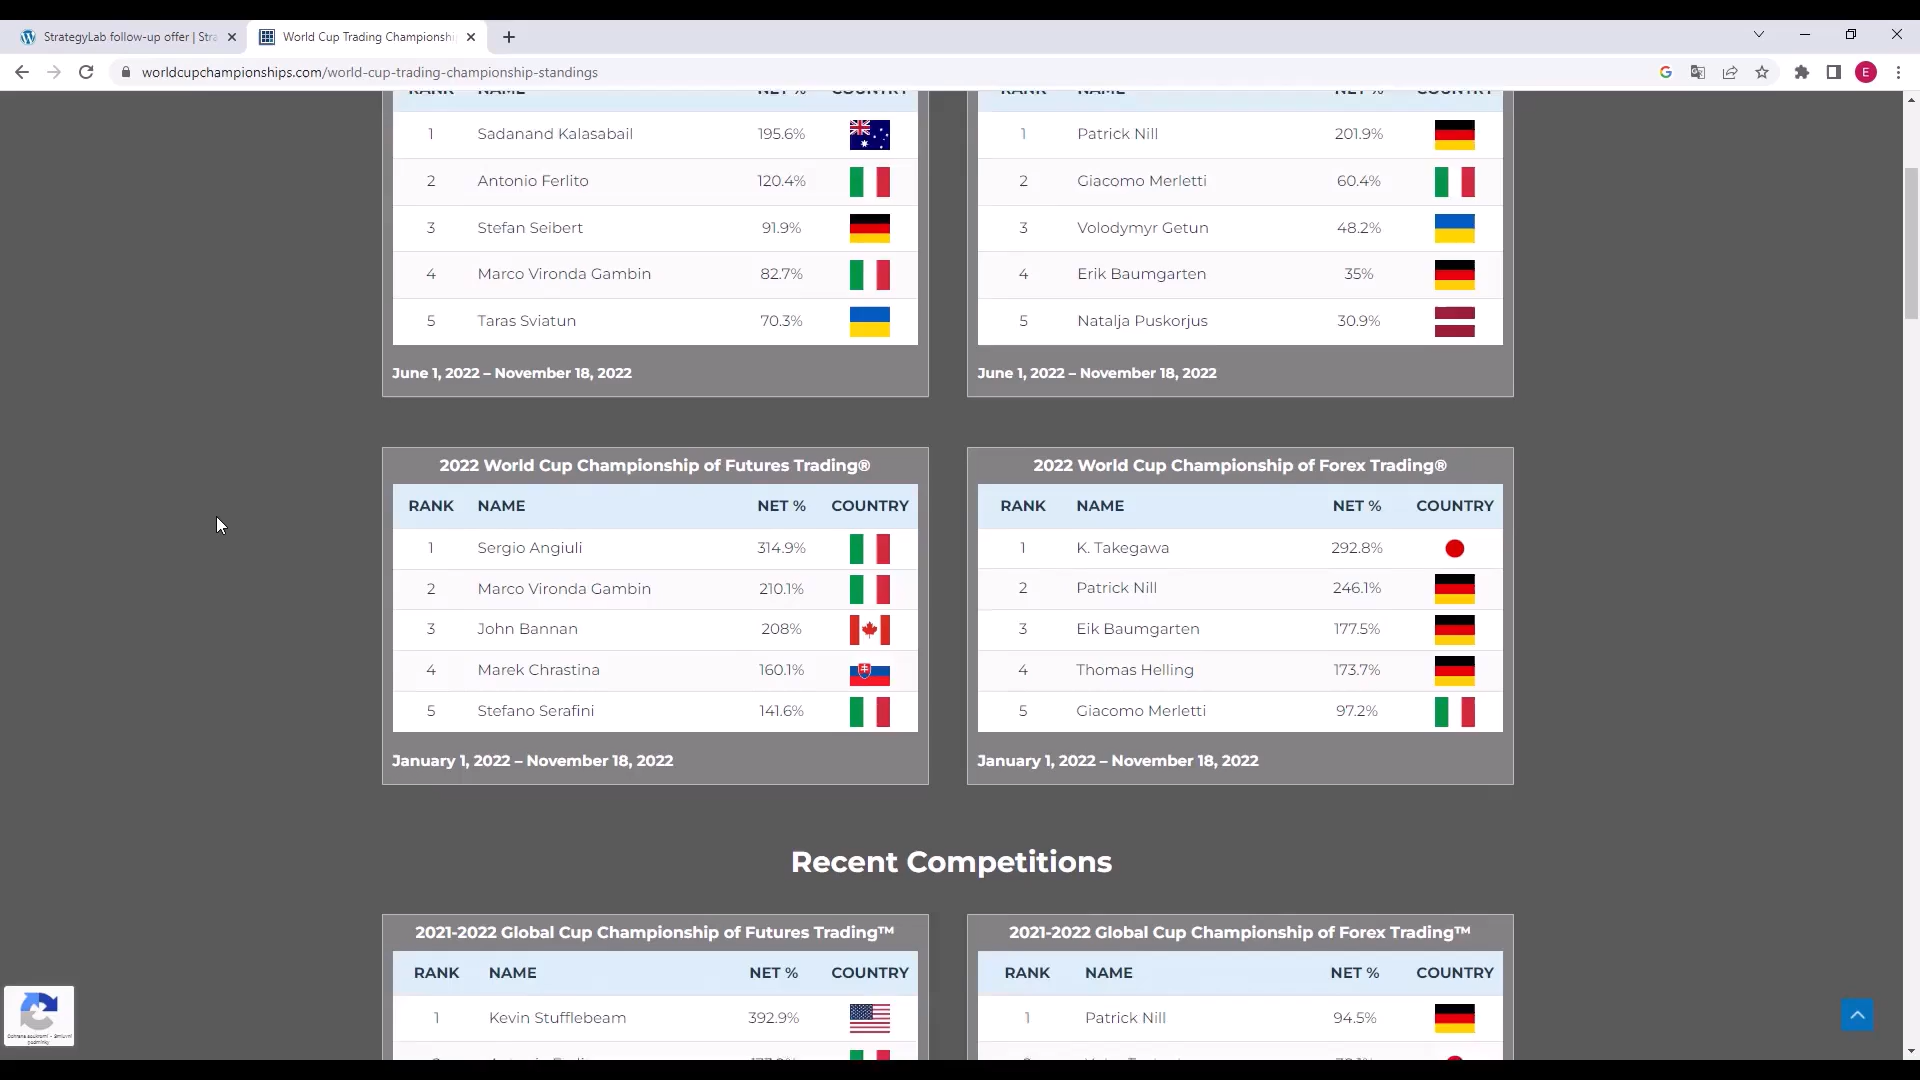 StrategyLab follow-up offer | Stra
World Cup Trading Championship
worldcupchampionships.com/world-cup-trading-championship-standings
E
RANK NAME NET % COUNTRY
1 Sadanand Kalasabail 195.6%
2 Antonio Ferlito 120.4%
3 Stefan Seibert 91.9%
4 Marco Vironda Gambin 82.7%
5 Taras Sviatun 70.3%
June 1, 2022 – November 18, 2022
RANK NAME NET % COUNTRY
1 Patrick Nill 201.9%
2 Giacomo Merletti 60.4%
3 Volodymyr Getun 48.2%
4 Erik Baumgarten 35%
5 Natalja Puskorjus 30.9%
June 1, 2022 – November 18, 2022
2022 World Cup Championship of Futures Trading®
RANK NAME NET % COUNTRY
1 Sergio Angiuli 314.9%
2 Marco Vironda Gambin 210.1%
3 John Bannan 208%
4 Marek Chrastina 160.1%
5 Stefano Serafini 141.6%
January 1, 2022 – November 18, 2022
2022 World Cup Championship of Forex Trading®
RANK NAME NET % COUNTRY
1 K. Takegawa 292.8%
2 Patrick Nill 246.1%
3 Eik Baumgarten 177.5%
4 Thomas Helling 173.7%
5 Giacomo Merletti 97.2%
January 1, 2022 – November 18, 2022
Recent Competitions
2021-2022 Global Cup Championship of Futures Trading™
RANK NAME NET % COUNTRY
1 Kevin Stufflebeam 392.9%
2021-2022 Global Cup Championship of Forex Trading™
RANK NAME NET % COUNTRY
1 Patrick Nill 94.5%